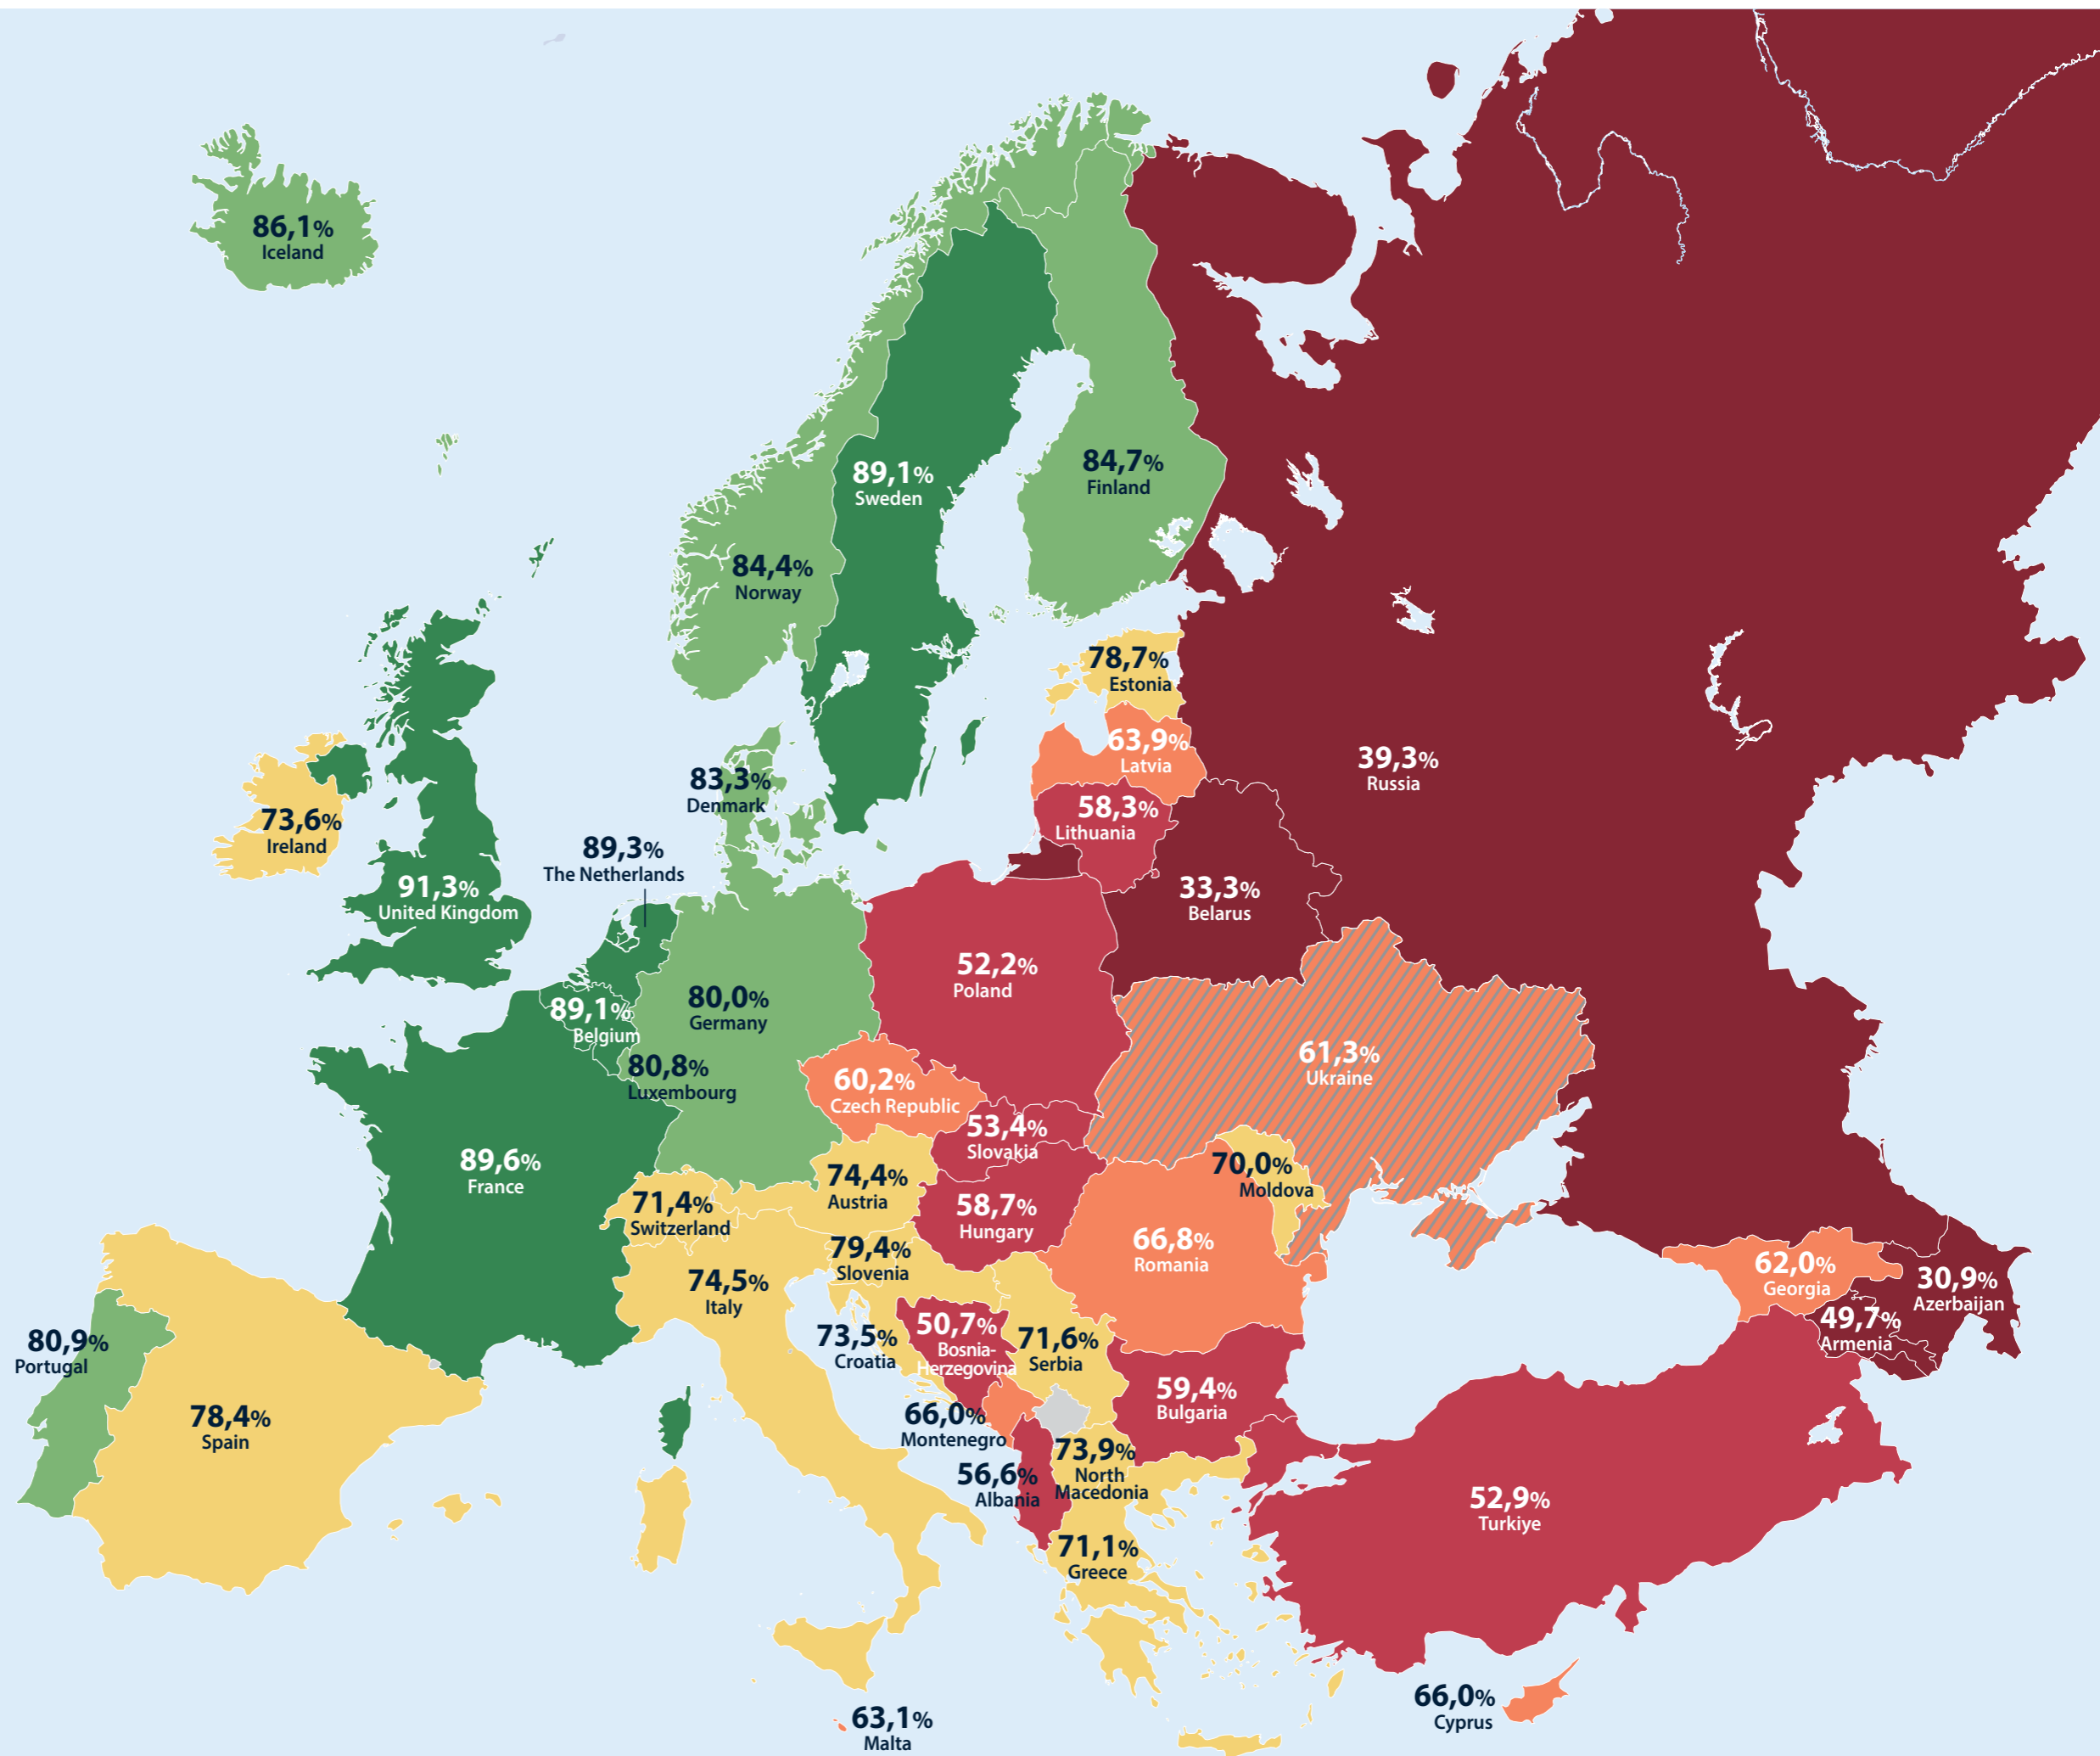 86,1%
Iceland
89,1%
Sweden
84,7%
Finland
84,4%
Norway
78,7%
Estonia
63,9%
Latvia
39,3%
Russia
83,3%
Denmark
58,3%
Lithuania
73,6%
Ireland
89,3%
The Netherlands
91,3%
United Kingdom
33,3%
Belarus
52,2%
Poland
80,0%
Germany
89,1%
Belgium
61,3%
Ukraine
80,8%
Luxembourg
60,2%
Czech Republic
53,4%
Slovakia
89,6%
France
74,4%
Austria
70,0%
Moldova
71,4%
Switzerland
58,7%
Hungary
66,8%
Romania
79,4%
Slovenia
74,5%
Italy
62,0%
Georgia
30,9%
Azerbaijan
49,7%
Armenia
80,9%
Portugal
73,5%
Croatia
50,7%
Bosnia-
Herzegovina
71,6%
Serbia
78,4%
Spain
59,4%
Bulgaria
66,0%
Montenegro
73,9%
North
Macedonia
56,6%
Albania
52,9%
Turkiye
71,1%
Greece
66,0%
Cyprus
63,1%
Malta